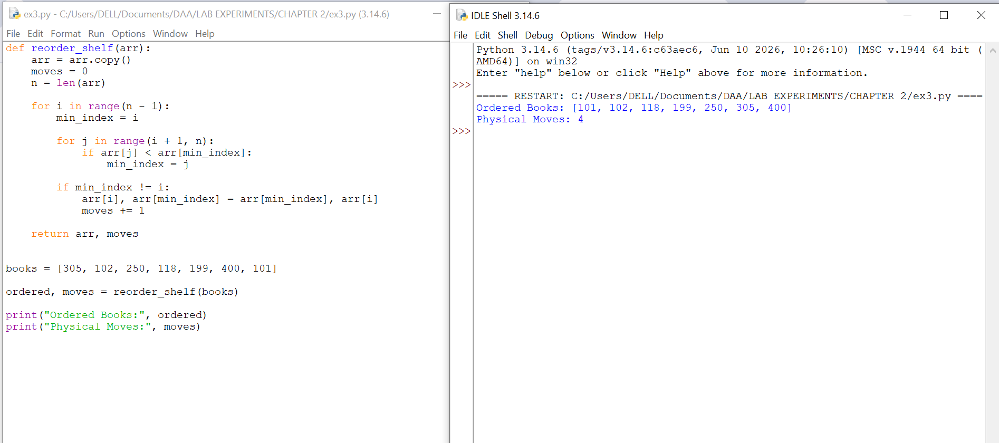 ex3.py - C:/Users/DELL/Documents/DAA/LAB EXPERIMENTS/CHAPTER 2/ex3.py (3.14.6)
File Edit Format Run Options Window Help
def reorder_shelf(arr):
    arr = arr.copy()
    moves = 0
    n = len(arr)

    for i in range(n - 1):
        min_index = i

        for j in range(i + 1, n):
            if arr[j] < arr[min_index]:
                min_index = j

        if min_index != i:
            arr[i], arr[min_index] = arr[min_index], arr[i]
            moves += 1

    return arr, moves


books = [305, 102, 250, 118, 199, 400, 101]

ordered, moves = reorder_shelf(books)

print("Ordered Books:", ordered)
print("Physical Moves:", moves)
IDLE Shell 3.14.6
File Edit Shell Debug Options Window Help
Python 3.14.6 (tags/v3.14.6:c63aec6, Jun 10 2026, 10:26:10) [MSC v.1944 64 bit (
AMD64)] on win32
Enter "help" below or click "Help" above for more information.
>>>
===== RESTART: C:/Users/DELL/Documents/DAA/LAB EXPERIMENTS/CHAPTER 2/ex3.py ====
Ordered Books: [101, 102, 118, 199, 250, 305, 400]
Physical Moves: 4
>>>